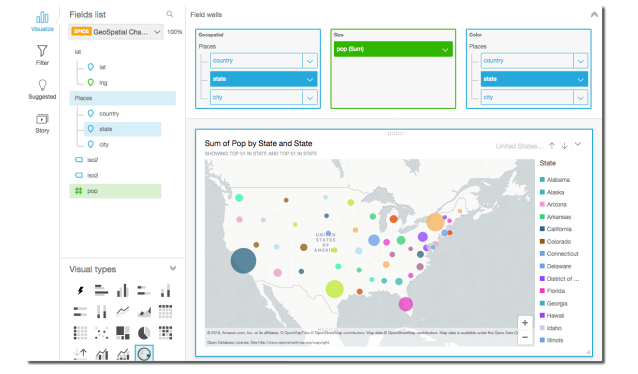 Visualize
Filter
Suggested
Story
Fields list
SPICE GeoSpatial Cha... 100%
lat
lat
lng
Places
country
state
city
iso2
iso3
pop
Visual types
Field wells
Geospatial
Places
country
state
city
Size
pop (Sum)
Color
Places
country
state
city
Sum of Pop by State and State
SHOWING TOP 51 IN STATE AND TOP 51 IN STATE
United States...
UNITED
STATES
OF
AMERICA
© 2018, Amazon.com, Inc. or its affiliates. © OpenMapTiles © OpenStreetMap contributors. Map data © OpenStreetMap contributors. Map data is available under the Open Data C
Open Database License. See http://www.openstreetmap.org/copyright.
+
−
State
Alabama
Alaska
Arizona
Arkansas
California
Colorado
Connecticut
Delaware
District of ...
Florida
Georgia
Hawaii
Idaho
Illinois